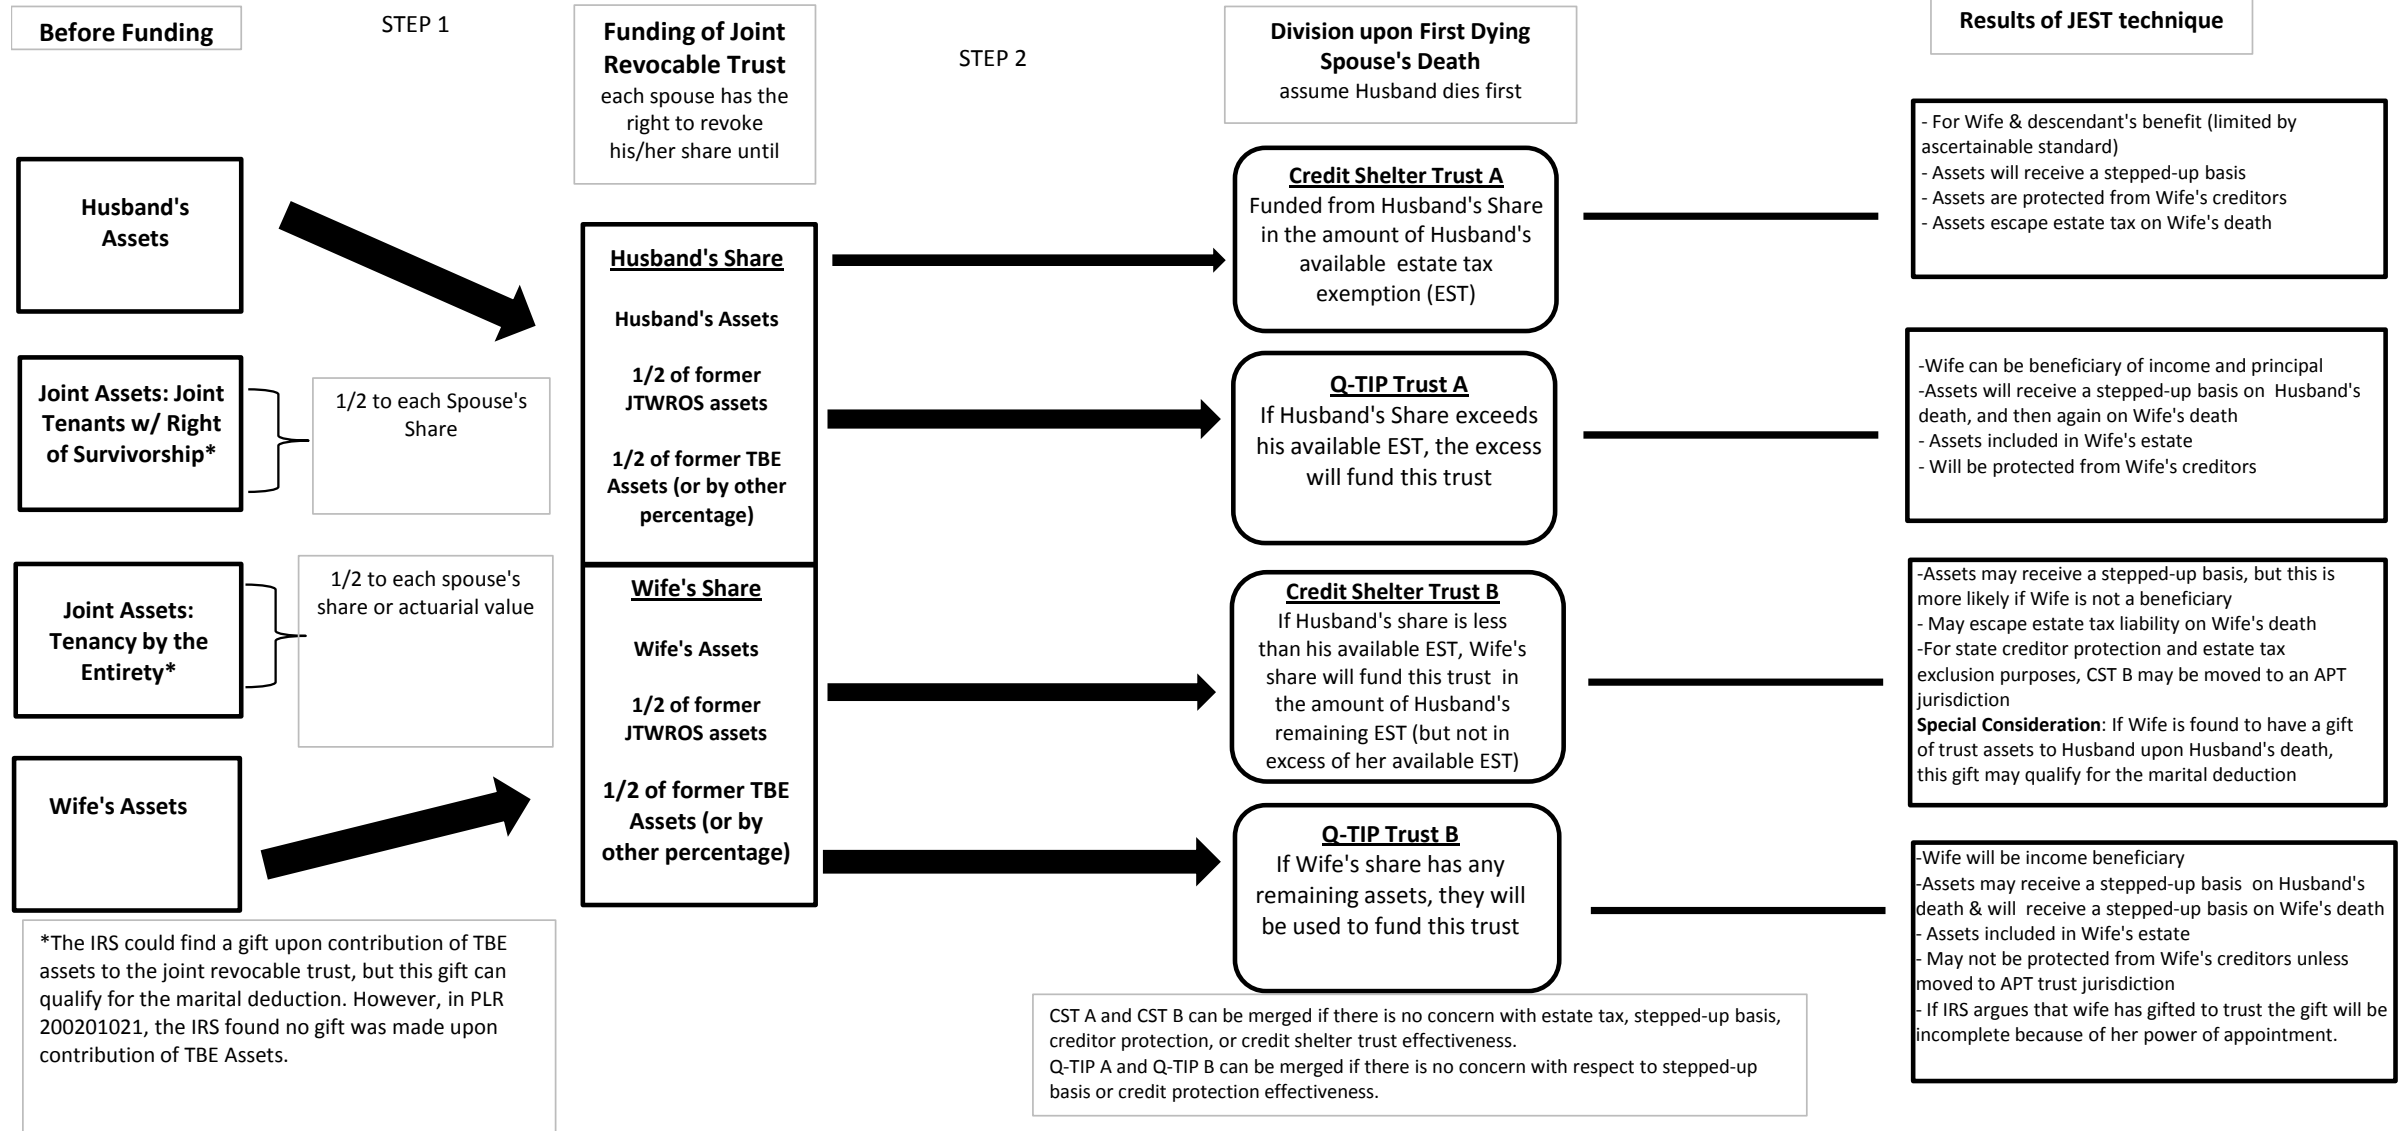 Before Funding
STEP 1
Funding of Joint
Revocable Trust
each spouse has the
right to revoke
his/her share until
STEP 2
Division upon First Dying
Spouse's Death
assume Husband dies first
Results of JEST technique
Husband's
Assets
Joint Assets: Joint
Tenants w/ Right
of Survivorship*
1/2 to each Spouse's
Share
Joint Assets:
Tenancy by the
Entirety*
1/2 to each spouse's
share or actuarial value
Wife's Assets
*The IRS could find a gift upon contribution of TBE
assets to the joint revocable trust, but this gift can
qualify for the marital deduction. However, in PLR
200201021, the IRS found no gift was made upon
contribution of TBE Assets.
Husband's Share
Husband's Assets
1/2 of former
JTWROS assets
1/2 of former TBE
Assets (or by other
percentage)
Wife's Share
Wife's Assets
1/2 of former
JTWROS assets
1/2 of former TBE
Assets (or by
other percentage)
Credit Shelter Trust A
Funded from Husband's Share
in the amount of Husband's
available estate tax
exemption (EST)
Q-TIP Trust A
If Husband's Share exceeds
his available EST, the excess
will fund this trust
Credit Shelter Trust B
If Husband's share is less
than his available EST, Wife's
share will fund this trust in
the amount of Husband's
remaining EST (but not in
excess of her available EST)
Q-TIP Trust B
If Wife's share has any
remaining assets, they will
be used to fund this trust
CST A and CST B can be merged if there is no concern with estate tax, stepped-up basis,
creditor protection, or credit shelter trust effectiveness.
Q-TIP A and Q-TIP B can be merged if there is no concern with respect to stepped-up
basis or credit protection effectiveness.
- For Wife & descendant's benefit (limited by
ascertainable standard)
- Assets will receive a stepped-up basis
- Assets are protected from Wife's creditors
- Assets escape estate tax on Wife's death
-Wife can be beneficiary of income and principal
-Assets will receive a stepped-up basis on Husband's
death, and then again on Wife's death
- Assets included in Wife's estate
- Will be protected from Wife's creditors
-Assets may receive a stepped-up basis, but this is
more likely if Wife is not a beneficiary
- May escape estate tax liability on Wife's death
-For state creditor protection and estate tax
exclusion purposes, CST B may be moved to an APT
jurisdiction
Special Consideration: If Wife is found to have a gift
of trust assets to Husband upon Husband's death,
this gift may qualify for the marital deduction
-Wife will be income beneficiary
-Assets may receive a stepped-up basis on Husband's
death & will receive a stepped-up basis on Wife's death
- Assets included in Wife's estate
- May not be protected from Wife's creditors unless
moved to APT trust jurisdiction
- If IRS argues that wife has gifted to trust the gift will be
incomplete because of her power of appointment.